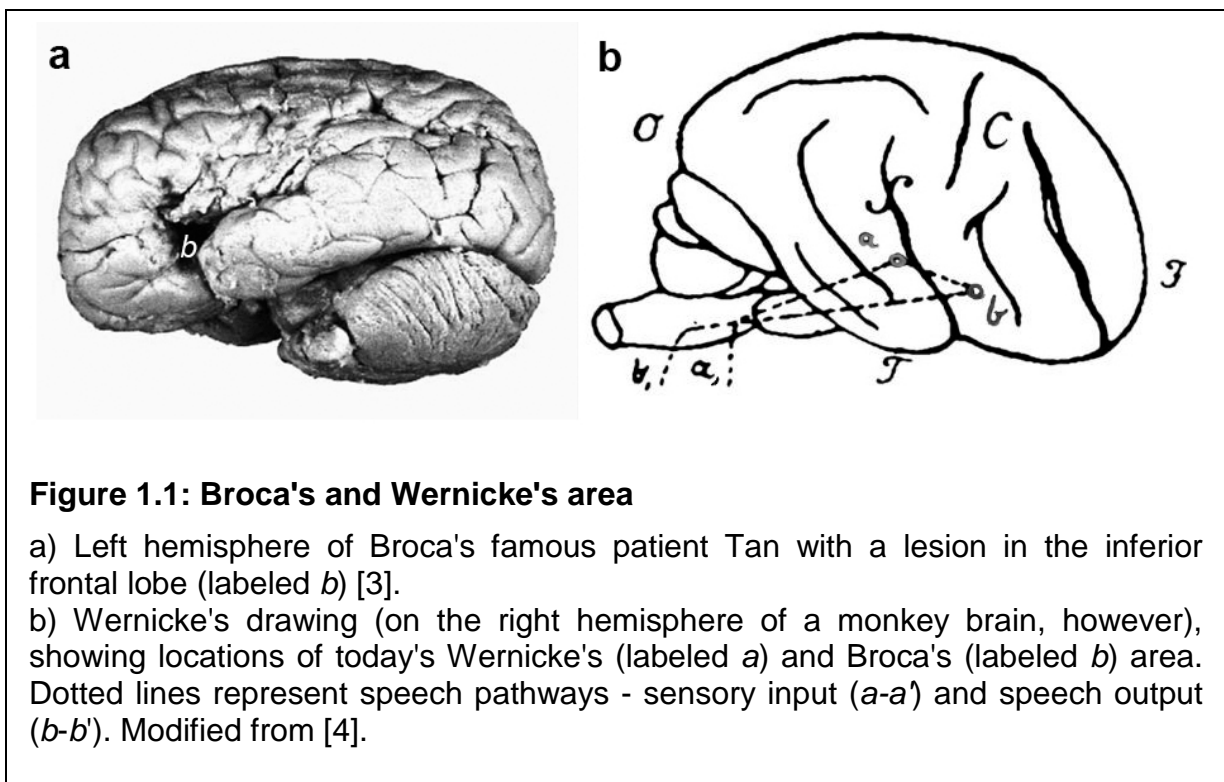 a
b
b
O
C
S
a
b
F
T
b,
a,
Figure 1.1: Broca's and Wernicke's area
a) Left hemisphere of Broca's famous patient Tan with a lesion in the inferior
frontal lobe (labeled b) [3].
b) Wernicke's drawing (on the right hemisphere of a monkey brain, however),
showing locations of today's Wernicke's (labeled a) and Broca's (labeled b) area.
Dotted lines represent speech pathways - sensory input (a-a') and speech output
(b-b'). Modified from [4].